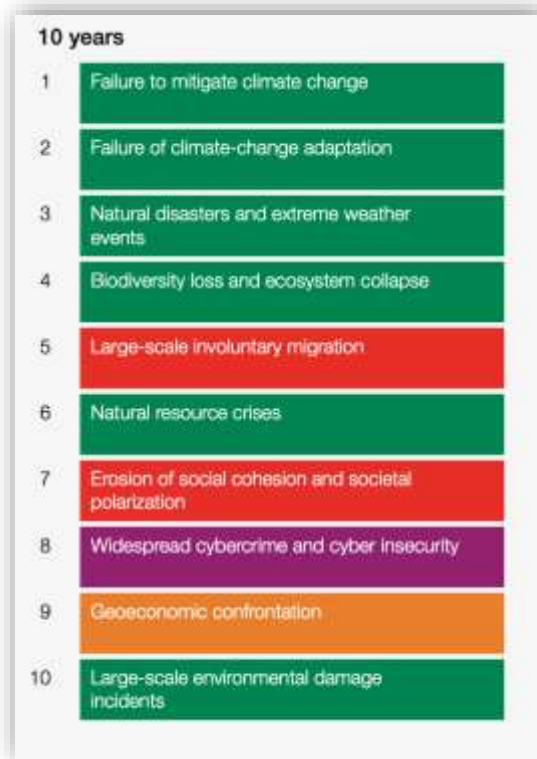 10 years
1 Failure to mitigate climate change
2 Failure of climate-change adaptation
3 Natural disasters and extreme weather
events
4 Biodiversity loss and ecosystem collapse
5 Large-scale involuntary migration
6 Natural resource crises
7 Erosion of social cohesion and societal
polarization
8 Widespread cybercrime and cyber insecurity
9 Geoeconomic confrontation
10 Large-scale environmental damage
incidents